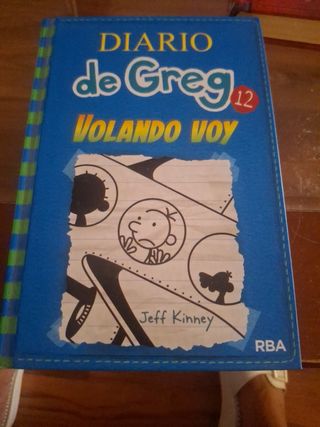 DIARIO
de Greg 12
VOLANDO VOY
Jeff Kinney
RBA